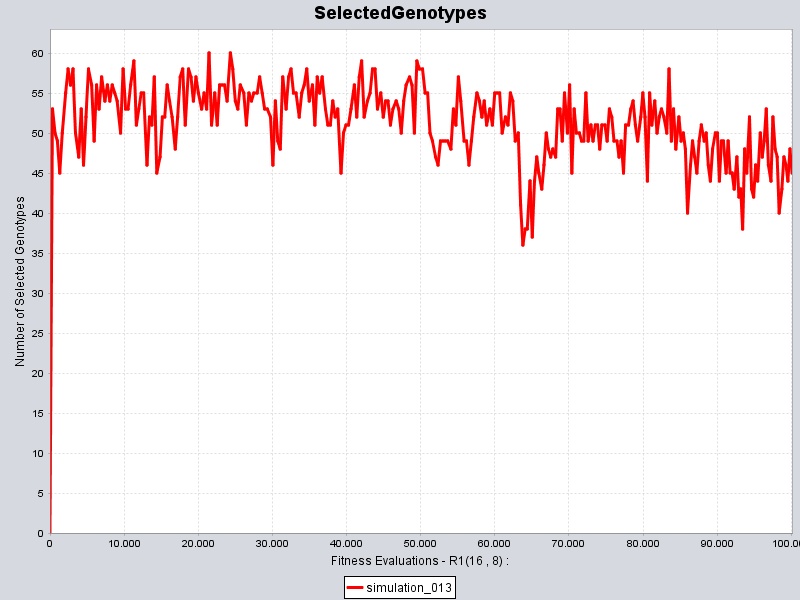 SelectedGenotypes
Number of Selected Genotypes
60
55
50
45
40
35
30
25
20
15
10
5
0
0 10.000 20.000 30.000 40.000 50.000 60.000 70.000 80.000 90.000 100.00
Fitness Evaluations - R1(16 , 8) :
simulation_013